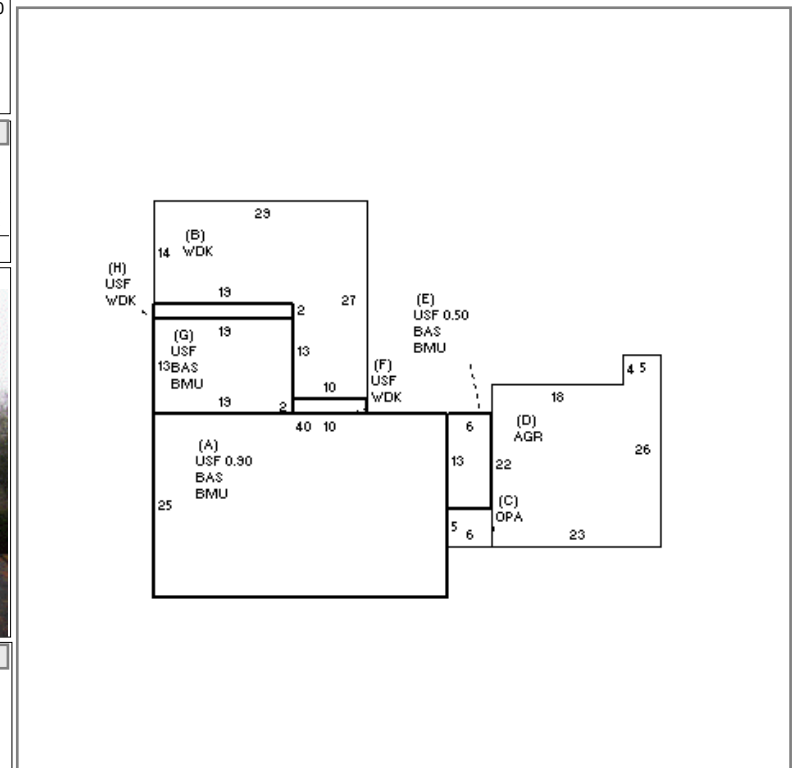 29
(B)
14 WDK
(H)
USF
WDK
19
2
27
(E)
USF 0.50
BAS
BMU
(G)
USF
BAS
BMU
19
13
13
19
2
10
(F)
USF
WDK
4 5
18
(D)
AGR
26
40 10
6
(A)
USF 0.90
BAS
BMU
13
22
25
(C)
OPA
5
6
23